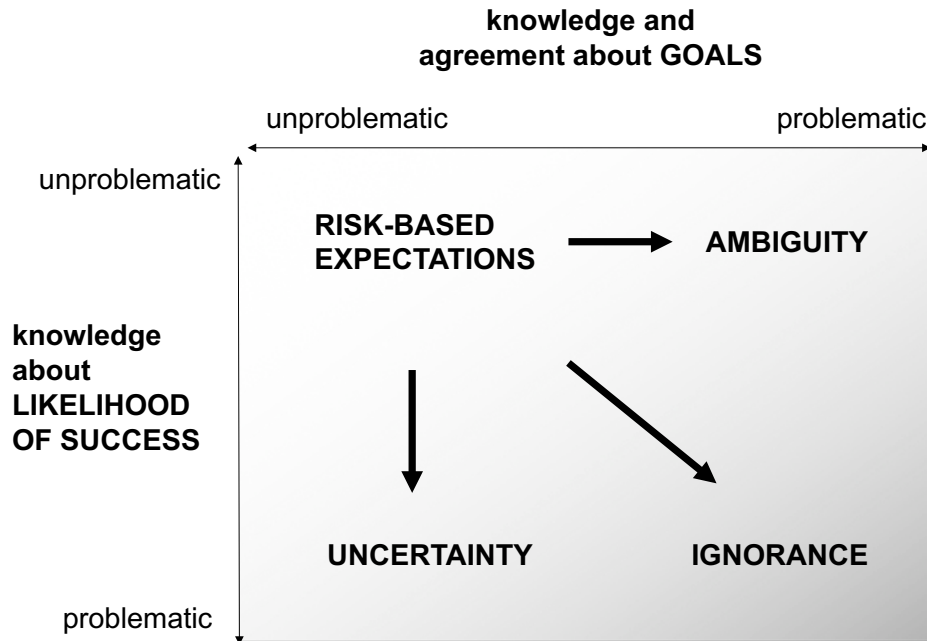 knowledge and
agreement about GOALS
unproblematic
problematic
unproblematic
RISK-BASED
EXPECTATIONS
AMBIGUITY
knowledge
about
LIKELIHOOD
OF SUCCESS
UNCERTAINTY
IGNORANCE
problematic